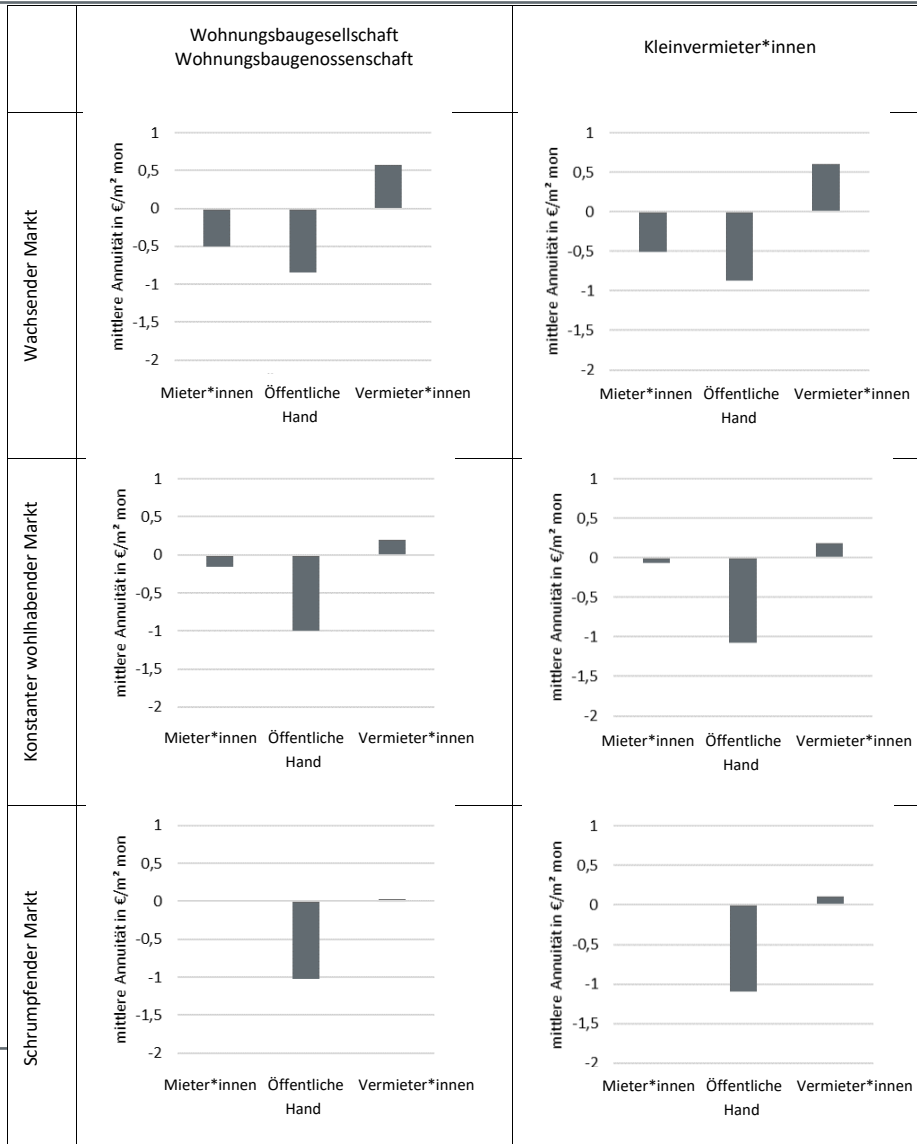 Wohnungsbaugesellschaft
Wohnungsbaugenossenschaft
Kleinvermieter*innen
Wachsender Markt
mittlere Annuität in €/m² mon
1
0,5
0
-0,5
-1
-1,5
-2
Mieter*innen Öffentliche Vermieter*innen
Hand
mittlere Annuität in €/m² mon
1
0,5
0
-0,5
-1
-1,5
-2
Mieter*innen Öffentliche Vermieter*innen
Hand
Konstanter wohlhabender Markt
mittlere Annuität in €/m² mon
1
0,5
0
-0,5
-1
-1,5
-2
Mieter*innen Öffentliche Vermieter*innen
Hand
mittlere Annuität in €/m² mon
1
0,5
0
-0,5
-1
-1,5
-2
Mieter*innen Öffentliche Vermieter*innen
Hand
Schrumpfender Markt
mittlere Annuität in €/m² mon
1
0,5
0
-0,5
-1
-1,5
-2
Mieter*innen Öffentliche Vermieter*innen
Hand
mittlere Annuität in €/m² mon
1
0,5
0
-0,5
-1
-1,5
-2
Mieter*innen Öffentliche Vermieter*innen
Hand